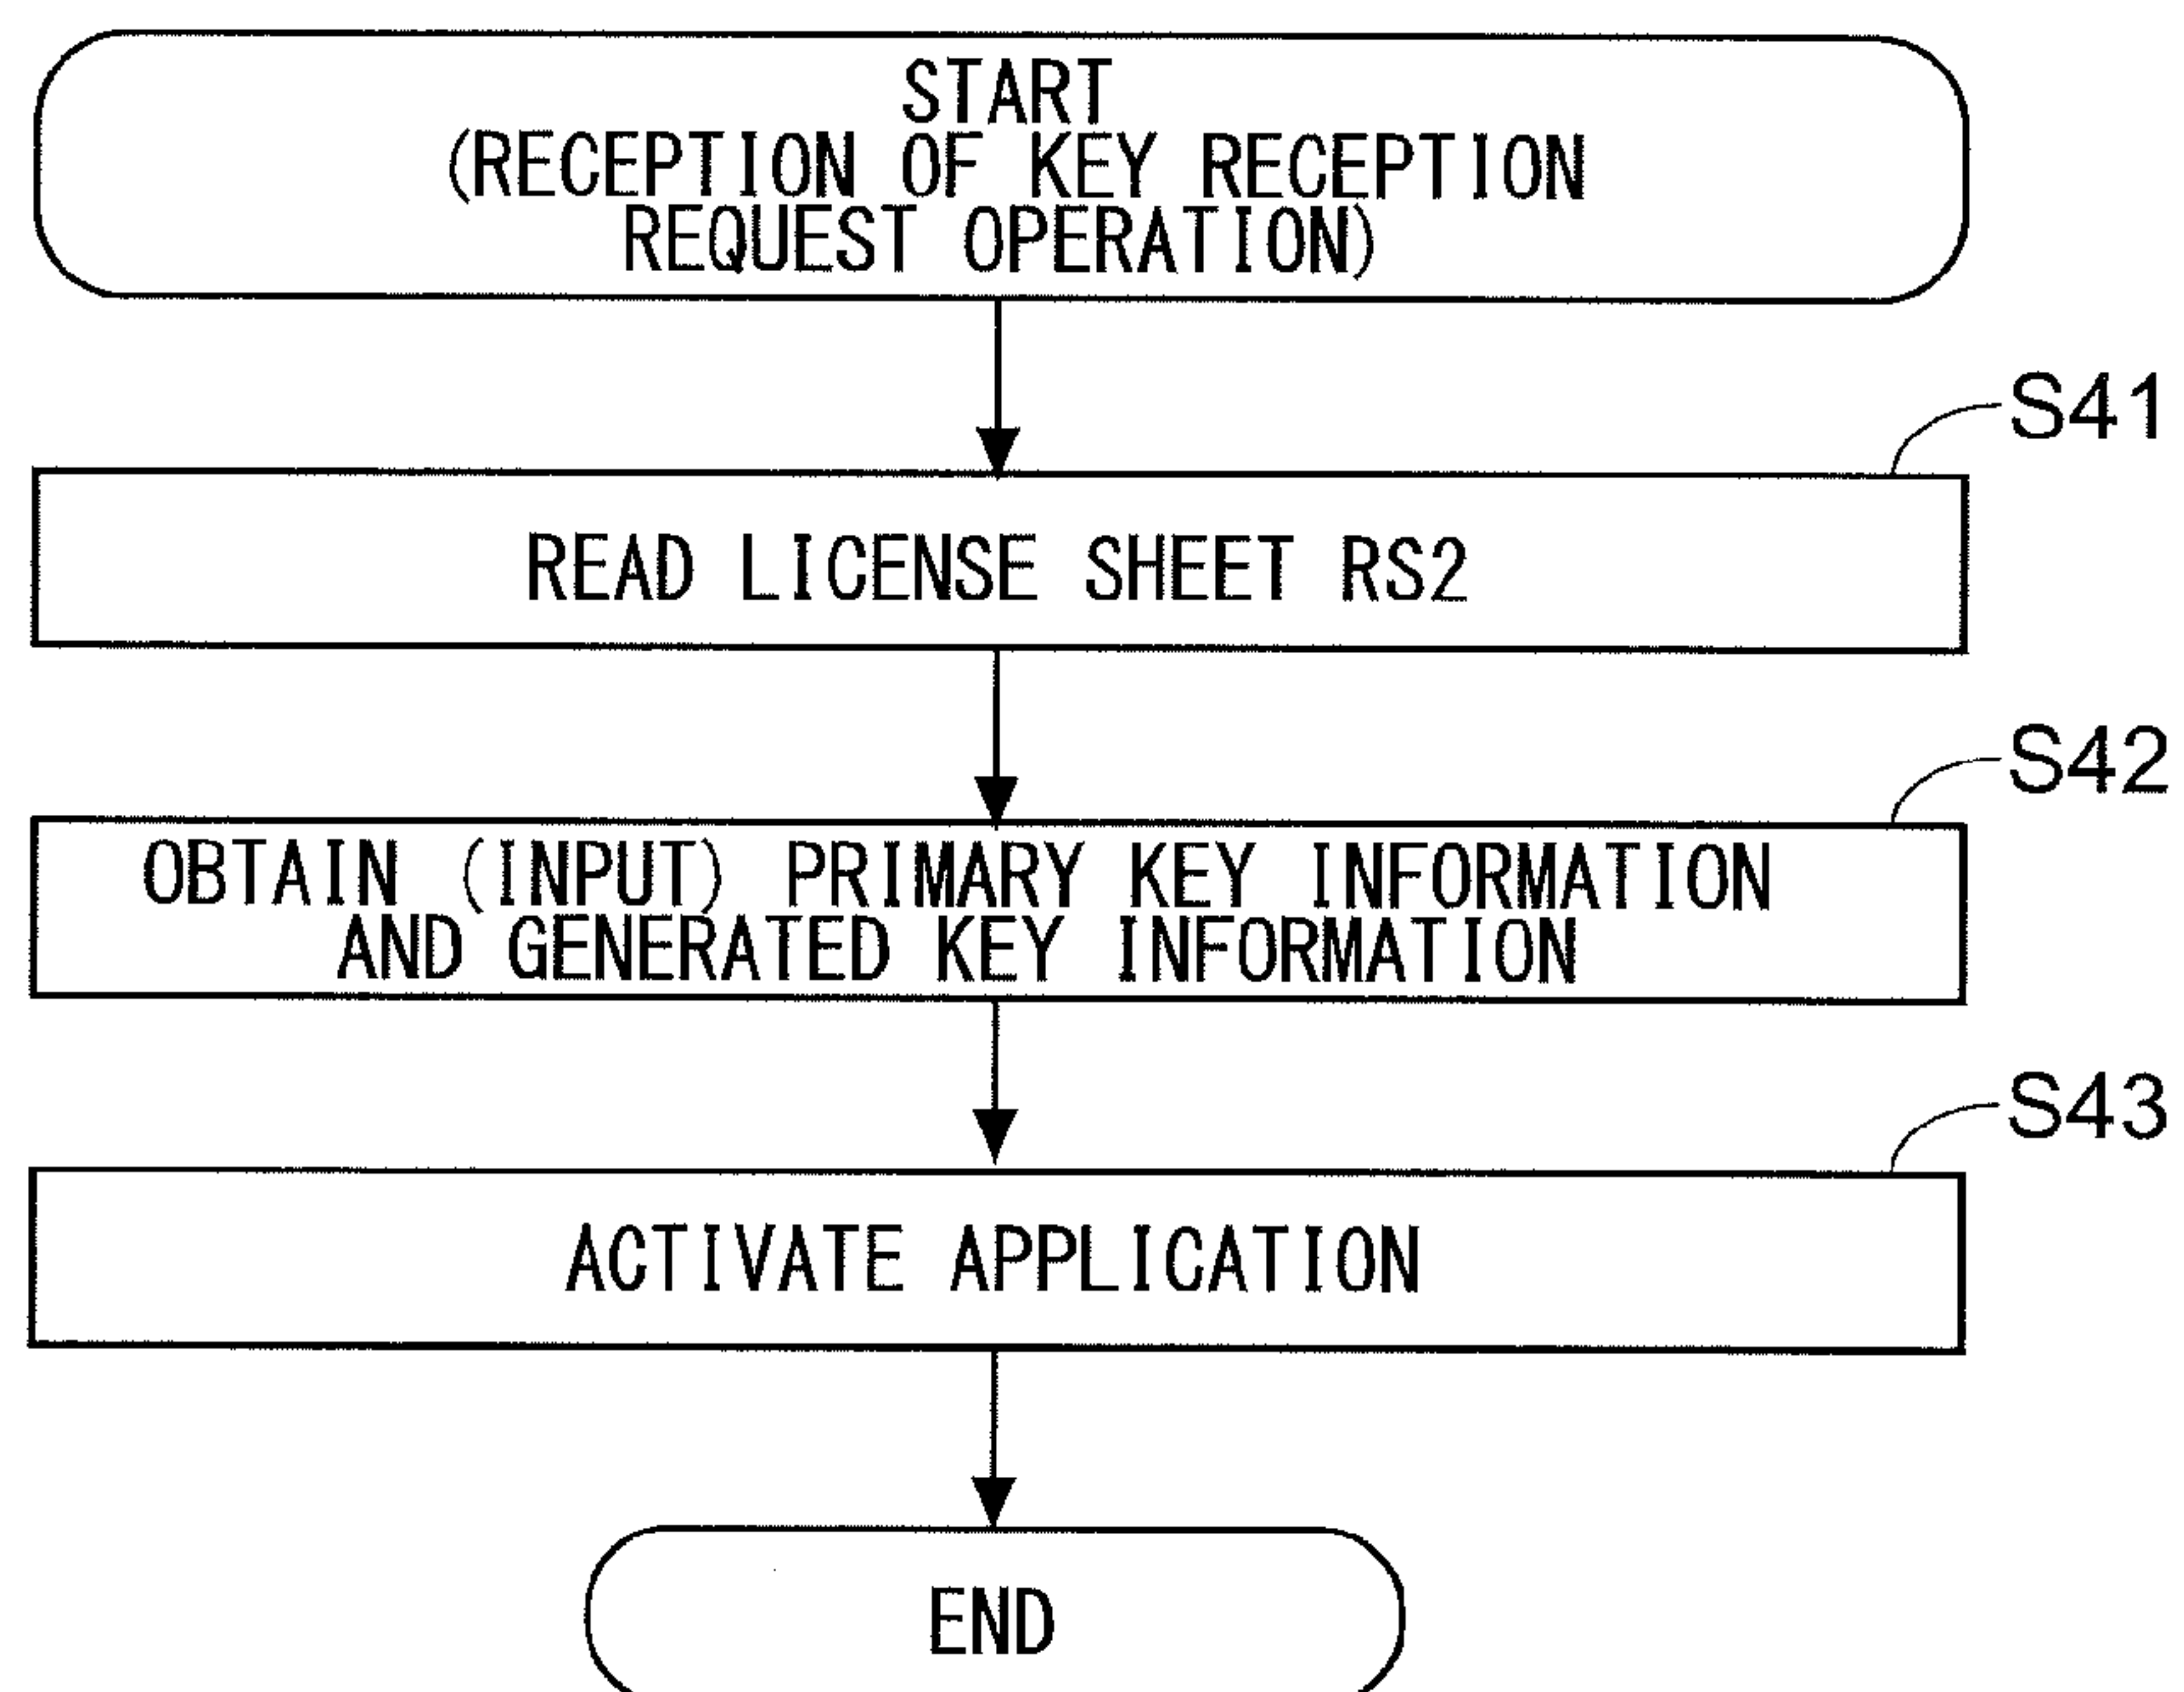 START
(RECEPTION OF KEY RECEPTION
REQUEST OPERATION)
S41
READ LICENSE SHEET RS2
S42
OBTAIN (INPUT) PRIMARY KEY INFORMATION
AND GENERATED KEY INFORMATION
S43
ACTIVATE APPLICATION
END